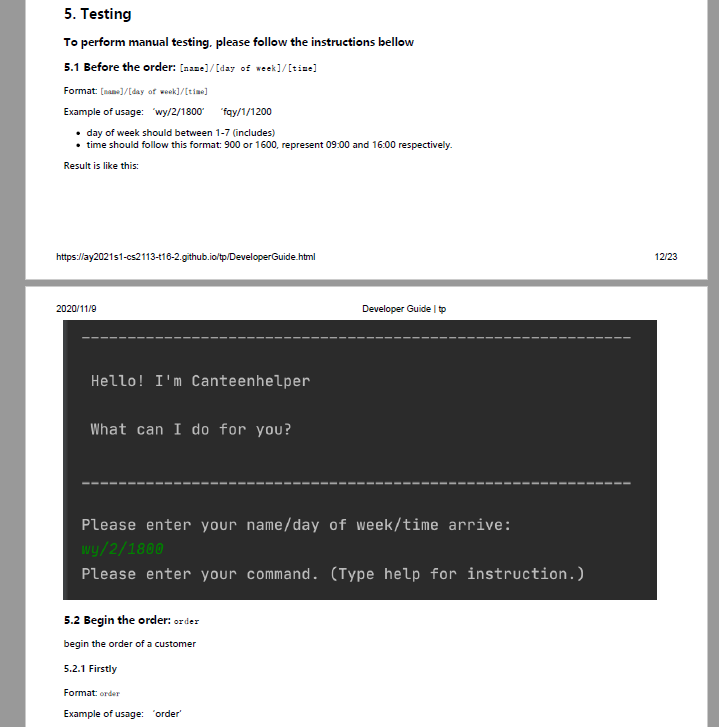 5. Testing
To perform manual testing, please follow the instructions bellow
5.1 Before the order: [name]/[day of week]/[time]
Format: [name]/[day of week]/[time]
Example of usage: 'wy/2/1800' 'fqy/1/1200
• day of week should between 1-7 (includes)
• time should follow this format: 900 or 1600, represent 09:00 and 16:00 respectively.
Result is like this:
https://ay2021s1-cs2113-t16-2.github.io/tp/DeveloperGuide.html 12/23
2020/11/9 Developer Guide | tp
------------------------------------------------------------
Hello! I'm Canteenhelper
What can I do for you?
------------------------------------------------------------
Please enter your name/day of week/time arrive:
wy/2/1800
Please enter your command. (Type help for instruction.)
5.2 Begin the order: order
begin the order of a customer
5.2.1 Firstly
Format: order
Example of usage: 'order'